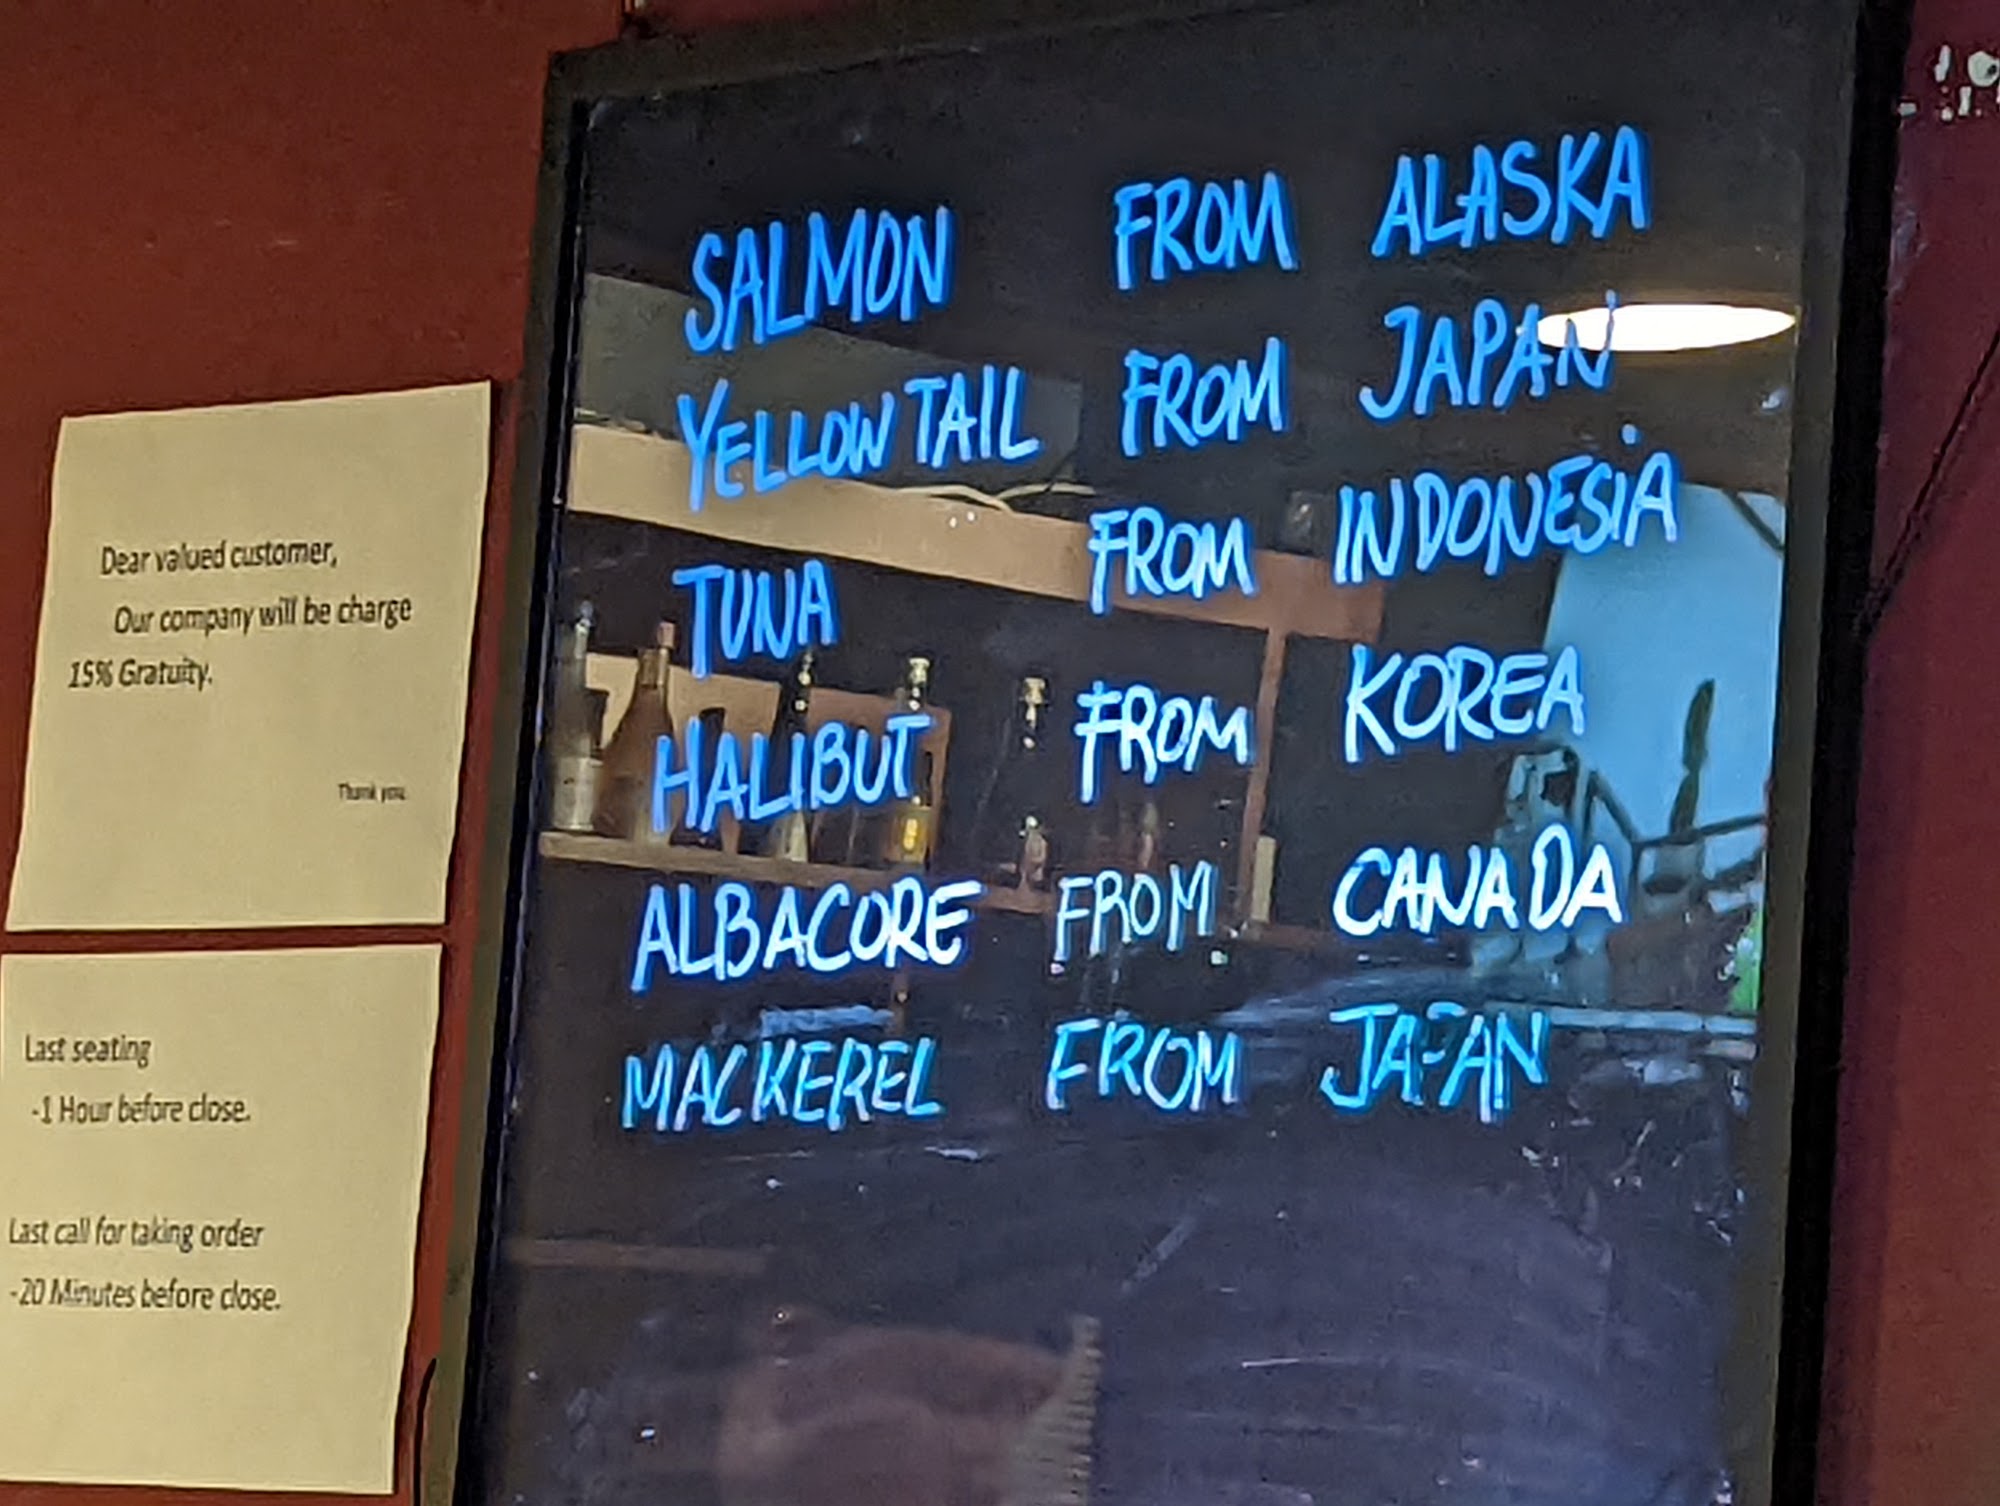 Dear valued customer,
Our company will be charge
15% Gratuity.
Thank you.
Last seating
-1 Hour before close.
Last call for taking order
-20 Minutes before close.
SALMON FROM ALASKA
YELLOW TAIL FROM JAPAN
TUNA FROM INDONESiA
HALIBUT FROM KOREA
ALBACORE FROM CANADA
MACKEREL FROM JAPAN